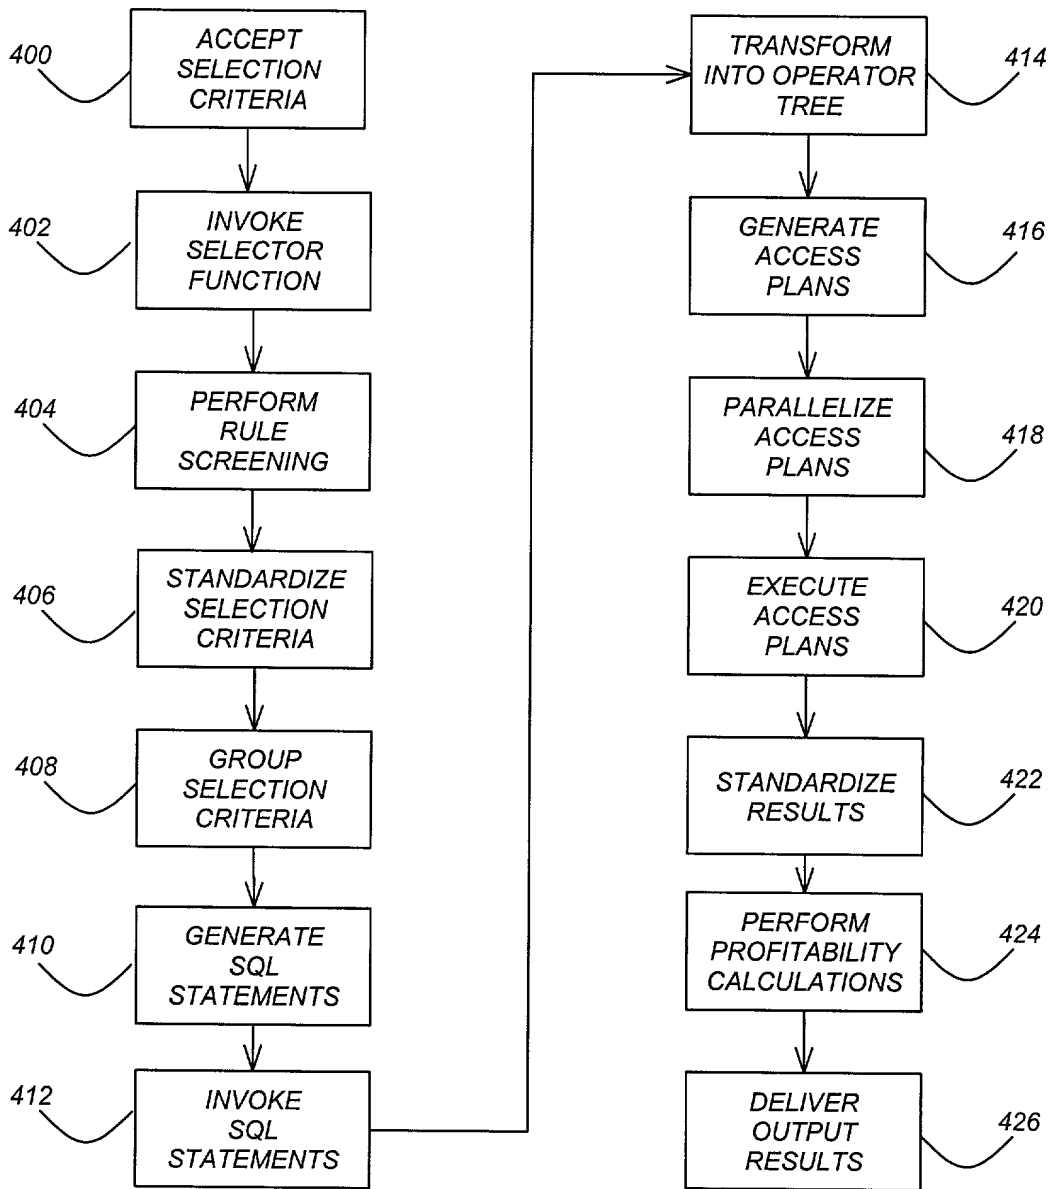 400
ACCEPT
SELECTION
CRITERIA
402
INVOKE
SELECTOR
FUNCTION
404
PERFORM
RULE
SCREENING
406
STANDARDIZE
SELECTION
CRITERIA
408
GROUP
SELECTION
CRITERIA
410
GENERATE
SQL
STATEMENTS
412
INVOKE
SQL
STATEMENTS
TRANSFORM
INTO OPERATOR
TREE
414
GENERATE
ACCESS
PLANS
416
PARALLELIZE
ACCESS
PLANS
418
EXECUTE
ACCESS
PLANS
420
STANDARDIZE
RESULTS
422
PERFORM
PROFITABILITY
CALCULATIONS
424
DELIVER
OUTPUT
RESULTS
426